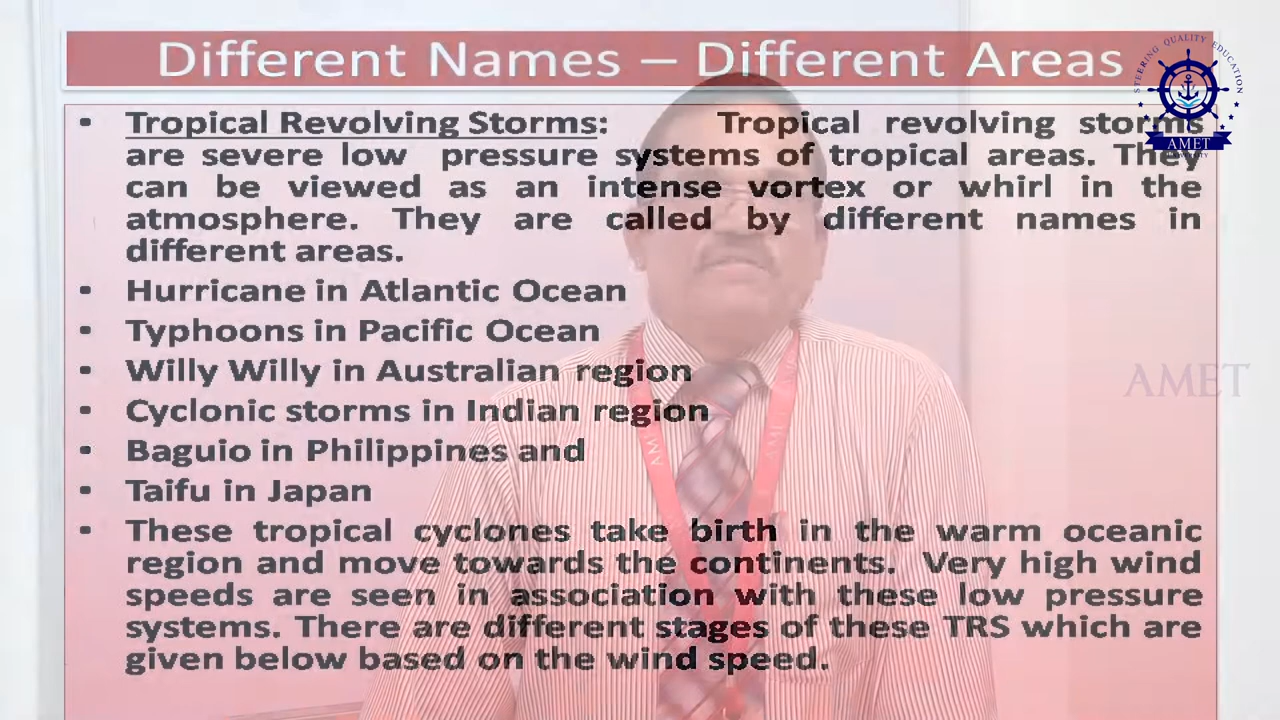 Different Names – Different Areas
STEERING QUALITY EDUCATION
AMET
• Tropical Revolving Storms: Tropical revolving storms
are severe low pressure systems of tropical areas. They
can be viewed as an intense vortex or whirl in the
atmosphere. They are called by different names in
different areas.
• Hurricane in Atlantic Ocean
• Typhoons in Pacific Ocean
• Willy Willy in Australian region
AMET
• Cyclonic storms in Indian region
• Baguio in Philippines and
• Taifu in Japan
• These tropical cyclones take birth in the warm oceanic
region and move towards the continents. Very high wind
speeds are seen in association with these low pressure
systems. There are different stages of these TRS which are
given below based on the wind speed.